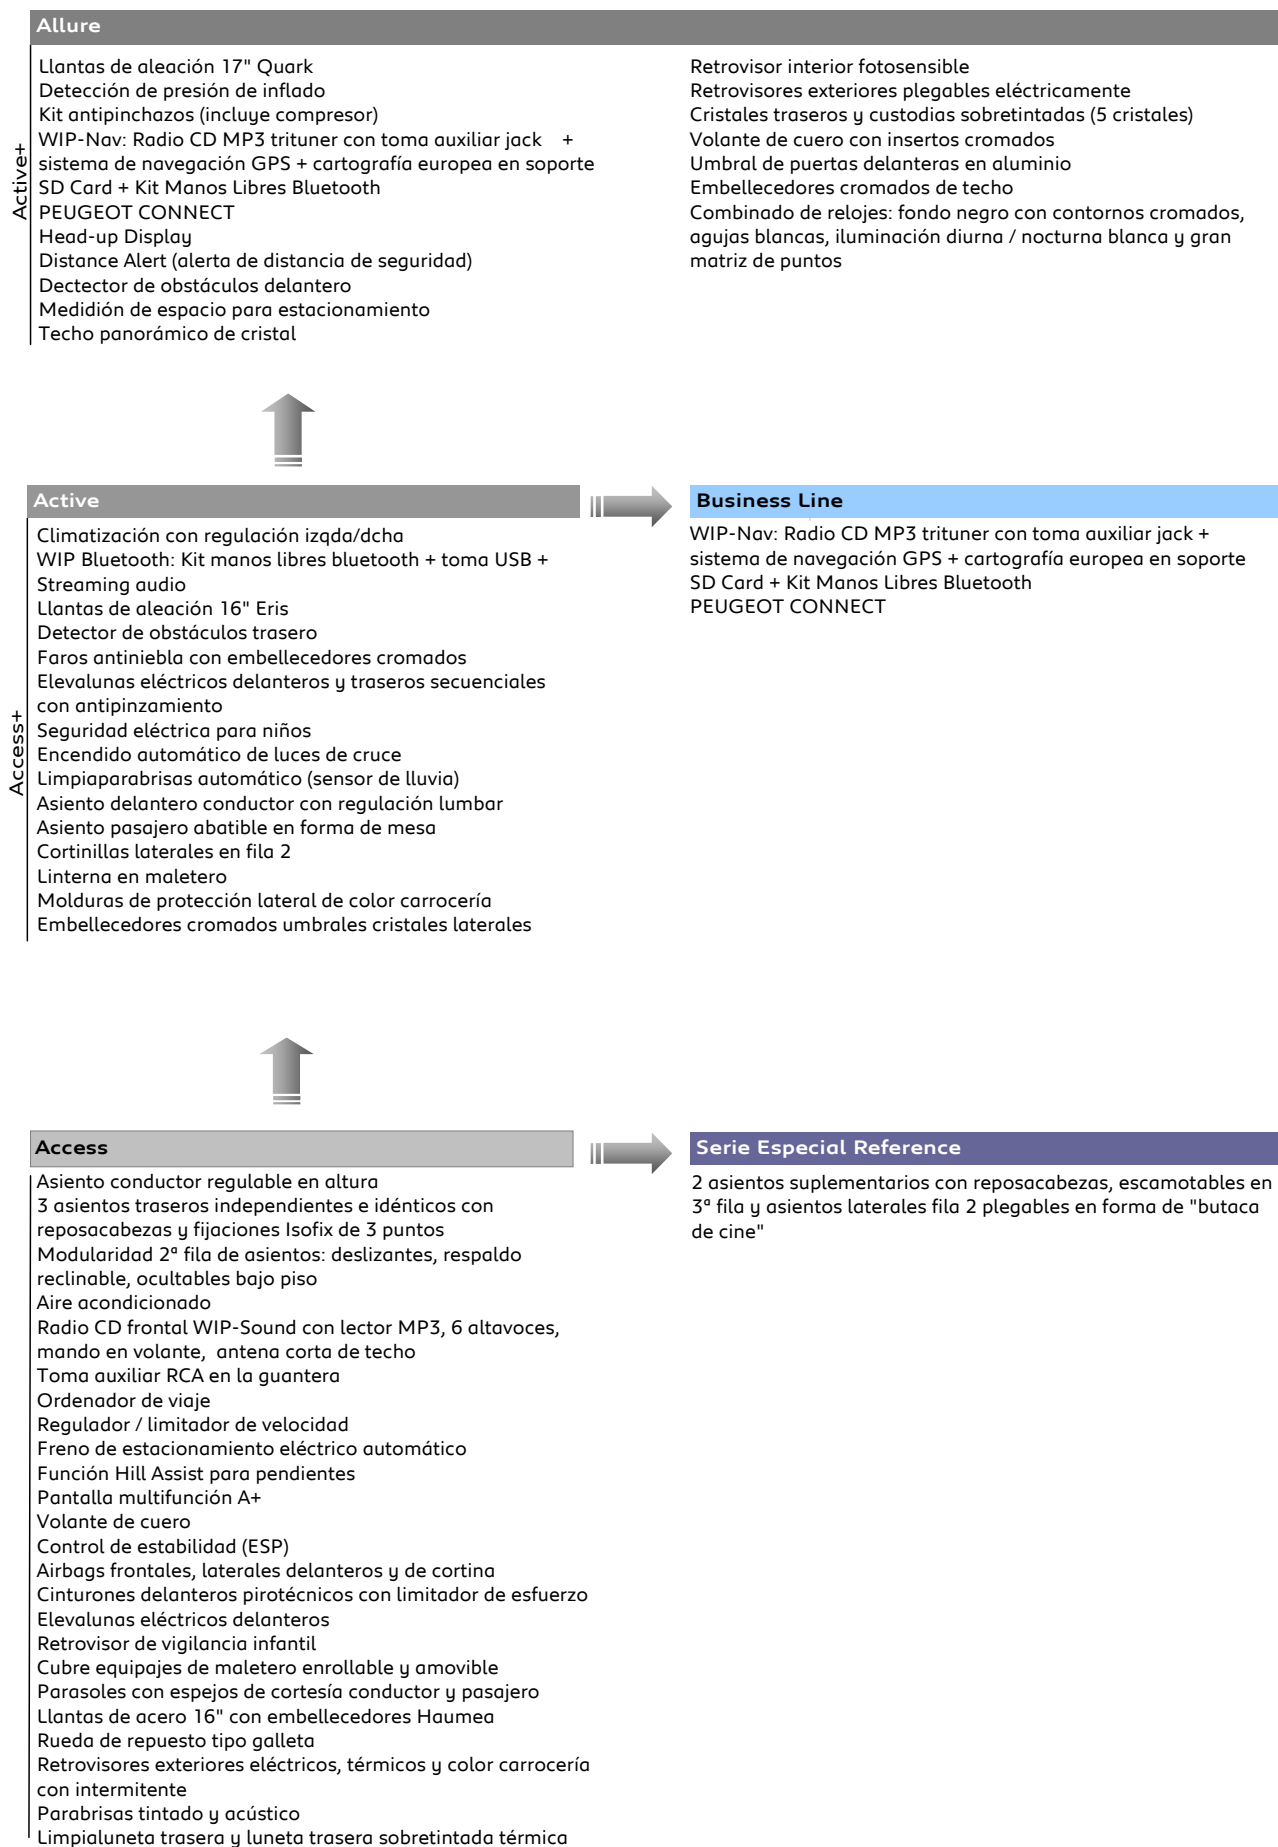 Allure
Active+
Llantas de aleación 17" Quark
Detección de presión de inflado
Kit antipinchazos (incluye compresor)
WIP-Nav: Radio CD MP3 trituner con toma auxiliar jack +
sistema de navegación GPS + cartografía europea en soporte
SD Card + Kit Manos Libres Bluetooth
PEUGEOT CONNECT
Head-up Display
Distance Alert (alerta de distancia de seguridad)
Dectector de obstáculos delantero
Medidión de espacio para estacionamiento
Techo panorámico de cristal
Retrovisor interior fotosensible
Retrovisores exteriores plegables eléctricamente
Cristales traseros y custodias sobretintadas (5 cristales)
Volante de cuero con insertos cromados
Umbral de puertas delanteras en aluminio
Embellecedores cromados de techo
Combinado de relojes: fondo negro con contornos cromados,
agujas blancas, iluminación diurna / nocturna blanca y gran
matriz de puntos
Active
Access+
Climatización con regulación izqda/dcha
WIP Bluetooth: Kit manos libres bluetooth + toma USB +
Streaming audio
Llantas de aleación 16" Eris
Detector de obstáculos trasero
Faros antiniebla con embellecedores cromados
Elevalunas eléctricos delanteros y traseros secuenciales
con antipinzamiento
Seguridad eléctrica para niños
Encendido automático de luces de cruce
Limpiaparabrisas automático (sensor de lluvia)
Asiento delantero conductor con regulación lumbar
Asiento pasajero abatible en forma de mesa
Cortinillas laterales en fila 2
Linterna en maletero
Molduras de protección lateral de color carrocería
Embellecedores cromados umbrales cristales laterales
Business Line
WIP-Nav: Radio CD MP3 trituner con toma auxiliar jack +
sistema de navegación GPS + cartografía europea en soporte
SD Card + Kit Manos Libres Bluetooth
PEUGEOT CONNECT
Access
Asiento conductor regulable en altura
3 asientos traseros independientes e idénticos con
reposacabezas y fijaciones Isofix de 3 puntos
Modularidad 2ª fila de asientos: deslizantes, respaldo
reclinable, ocultables bajo piso
Aire acondicionado
Radio CD frontal WIP-Sound con lector MP3, 6 altavoces,
mando en volante, antena corta de techo
Toma auxiliar RCA en la guantera
Ordenador de viaje
Regulador / limitador de velocidad
Freno de estacionamiento eléctrico automático
Función Hill Assist para pendientes
Pantalla multifunción A+
Volante de cuero
Control de estabilidad (ESP)
Airbags frontales, laterales delanteros y de cortina
Cinturones delanteros pirotécnicos con limitador de esfuerzo
Elevalunas eléctricos delanteros
Retrovisor de vigilancia infantil
Cubre equipajes de maletero enrollable y amovible
Parasoles con espejos de cortesía conductor y pasajero
Llantas de acero 16" con embellecedores Haumea
Rueda de repuesto tipo galleta
Retrovisores exteriores eléctricos, térmicos y color carrocería
con intermitente
Parabrisas tintado y acústico
Limpialuneta trasera y luneta trasera sobretintada térmica
Serie Especial Reference
2 asientos suplementarios con reposacabezas, escamotables en
3ª fila y asientos laterales fila 2 plegables en forma de "butaca
de cine"